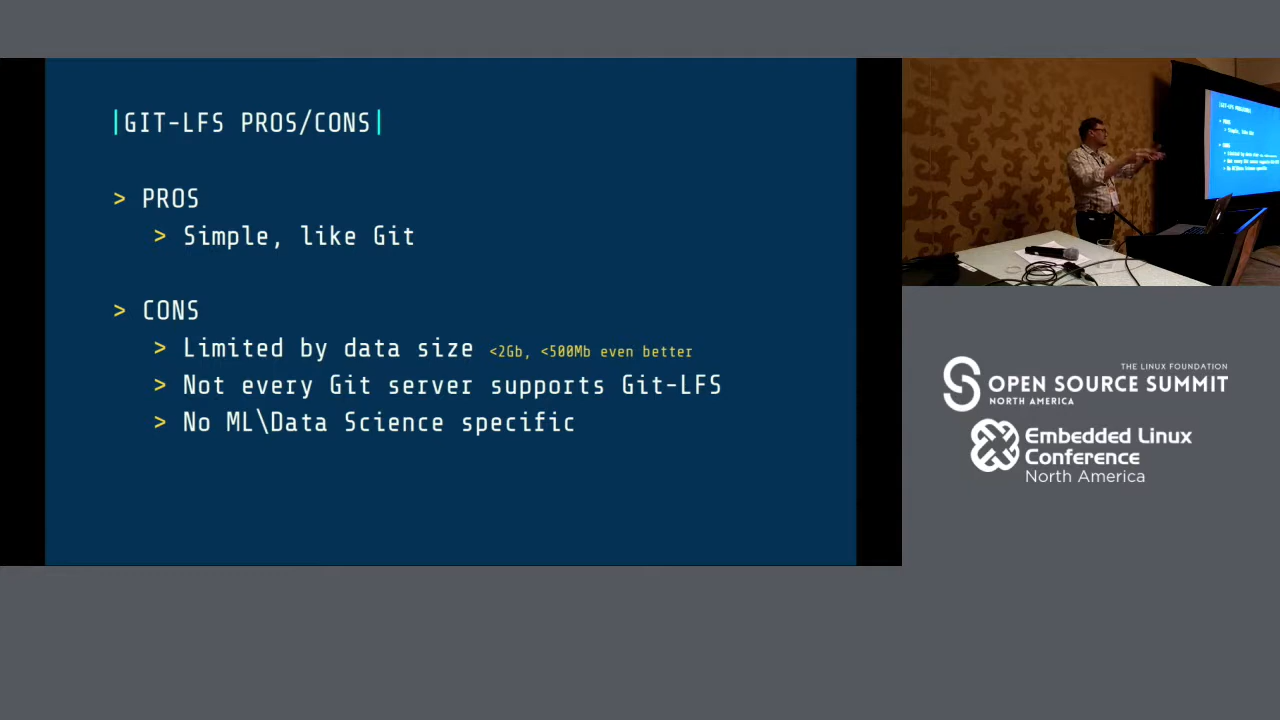 |GIT-LFS PROS/CONS|
> PROS
> Simple, like Git
> CONS
> Limited by data size <2Gb, <500Mb even better
> Not every Git server supports Git-LFS
> No ML\Data Science specific
THE LINUX FOUNDATION
OPEN SOURCE SUMMIT
NORTH AMERICA
Embedded Linux
Conference
North America